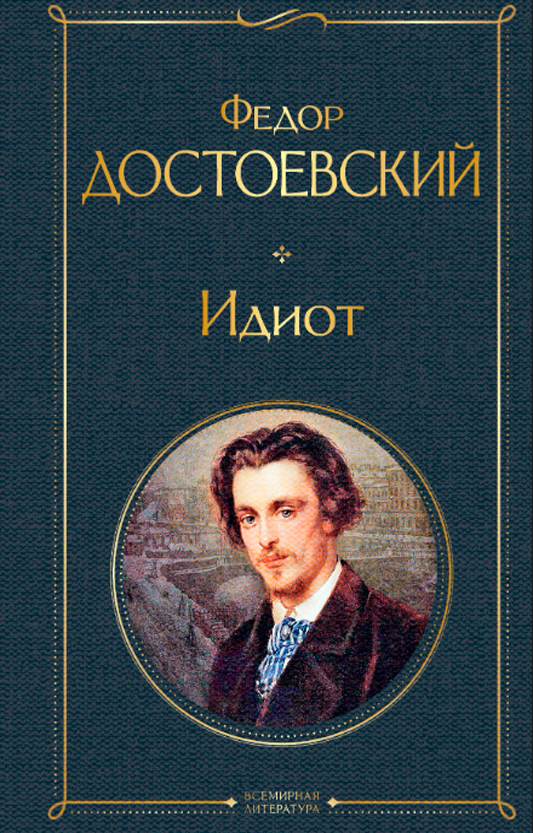 Федор
ДОСТОЕВСКИЙ
Идиот
ВСЕМИРНАЯ
ЛИТЕРАТУРА